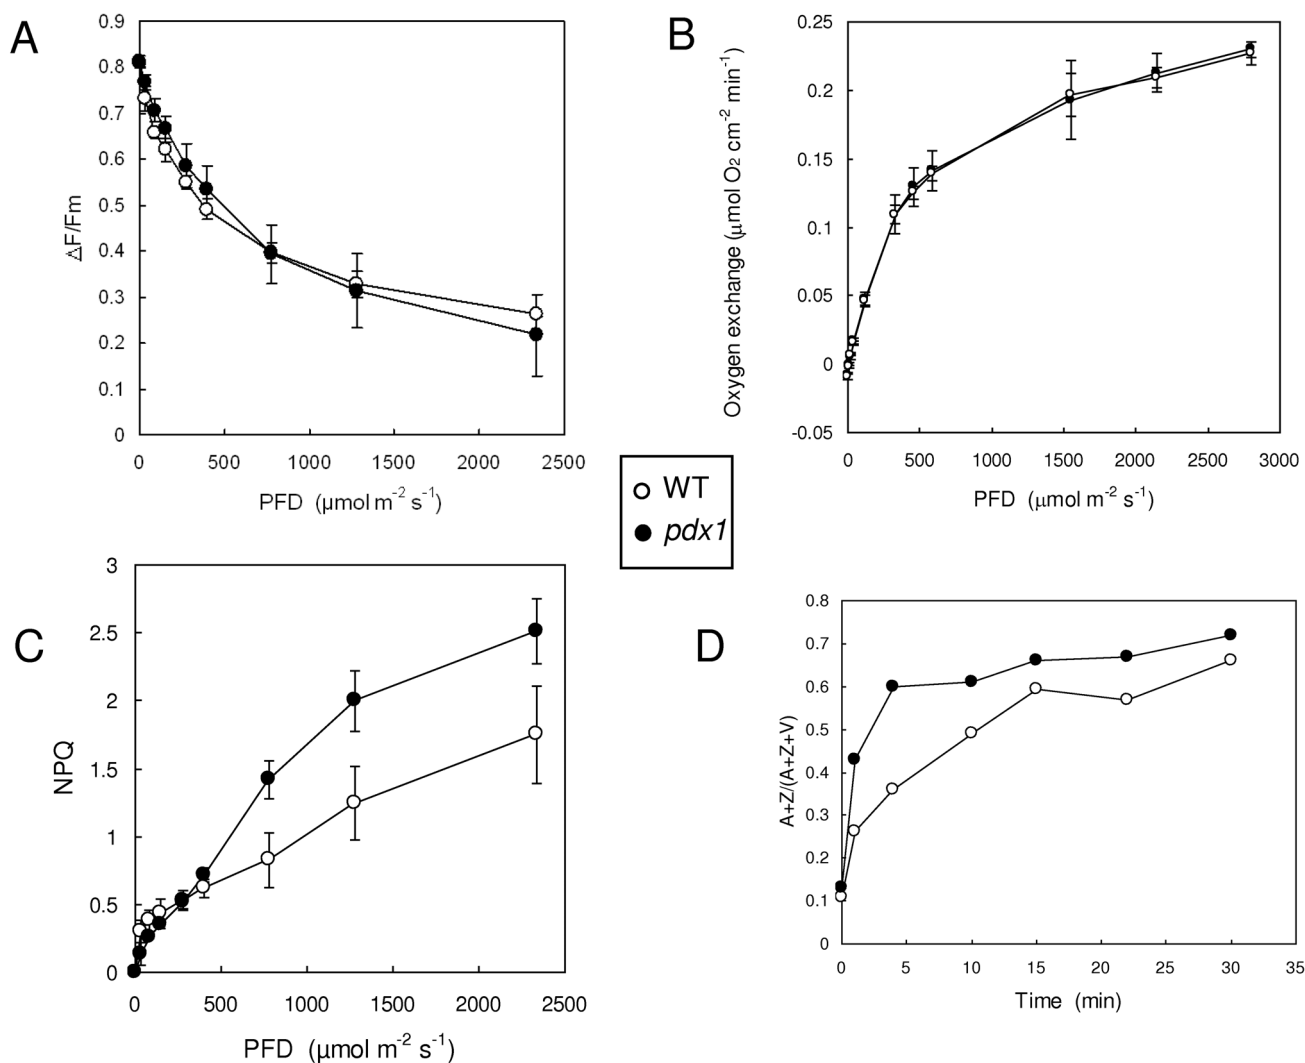 A
0.9
0.8
0.7
0.6
0.5
0.4
0.3
0.2
0.1
0
ΔF/Fm
0 500 1000 1500 2000 2500
PFD (µmol m⁻² s⁻¹)
B
0.25
0.2
0.15
0.1
0.05
0
-0.05
Oxygen exchange (µmol O₂ cm⁻² min⁻¹)
0 500 1000 1500 2000 2500 3000
PFD (µmol m⁻² s⁻¹)
WT
pdx1
C
3
2.5
2
1.5
1
0.5
0
NPQ
0 500 1000 1500 2000 2500
PFD (µmol m⁻² s⁻¹)
D
0.8
0.7
0.6
0.5
0.4
0.3
0.2
0.1
0
A+Z/(A+Z+V)
0 5 10 15 20 25 30 35
Time (min)